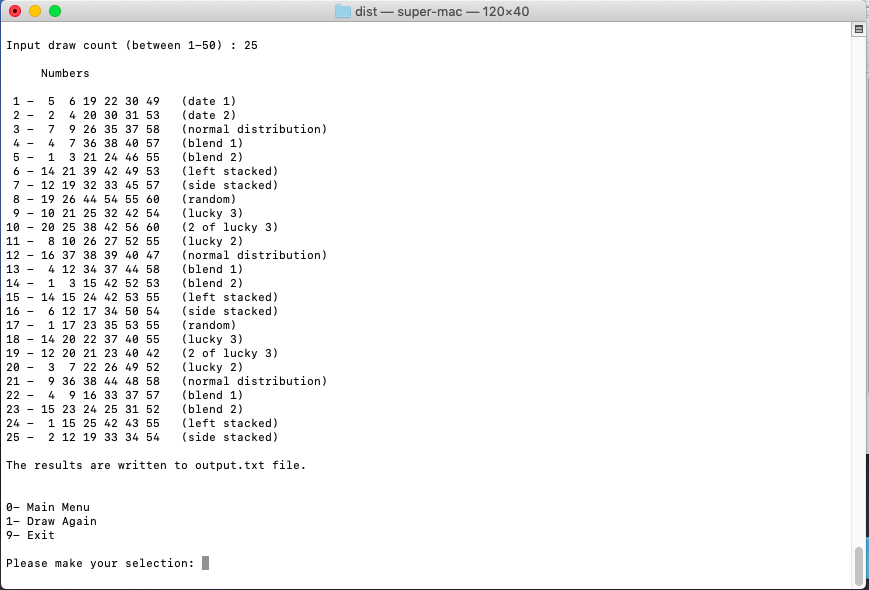 dist — super-mac — 120×40
Input draw count (between 1-50) : 25
     Numbers
 1 -  5  6 19 22 30 49   (date 1)
 2 -  2  4 20 30 31 53   (date 2)
 3 -  7  9 26 35 37 58   (normal distribution)
 4 -  4  7 36 38 40 57   (blend 1)
 5 -  1  3 21 24 46 55   (blend 2)
 6 - 14 21 39 42 49 53   (left stacked)
 7 - 12 19 32 33 45 57   (side stacked)
 8 - 19 26 44 54 55 60   (random)
 9 - 10 21 25 32 42 54   (lucky 3)
10 - 20 25 38 42 56 60   (2 of lucky 3)
11 -  8 10 26 27 52 55   (lucky 2)
12 - 16 37 38 39 40 47   (normal distribution)
13 -  4 12 34 37 44 58   (blend 1)
14 -  1  3 15 42 52 53   (blend 2)
15 - 14 15 24 42 53 55   (left stacked)
16 -  6 12 17 34 50 54   (side stacked)
17 -  1 17 23 35 53 55   (random)
18 - 14 20 22 37 40 55   (lucky 3)
19 - 12 20 21 23 40 42   (2 of lucky 3)
20 -  3  7 22 26 49 52   (lucky 2)
21 -  9 36 38 44 48 58   (normal distribution)
22 -  4  9 16 33 37 57   (blend 1)
23 - 15 23 24 25 31 52   (blend 2)
24 -  1 15 25 42 43 55   (left stacked)
25 -  2 12 19 33 34 54   (side stacked)
The results are written to output.txt file.
0- Main Menu
1- Draw Again
9- Exit
Please make your selection: